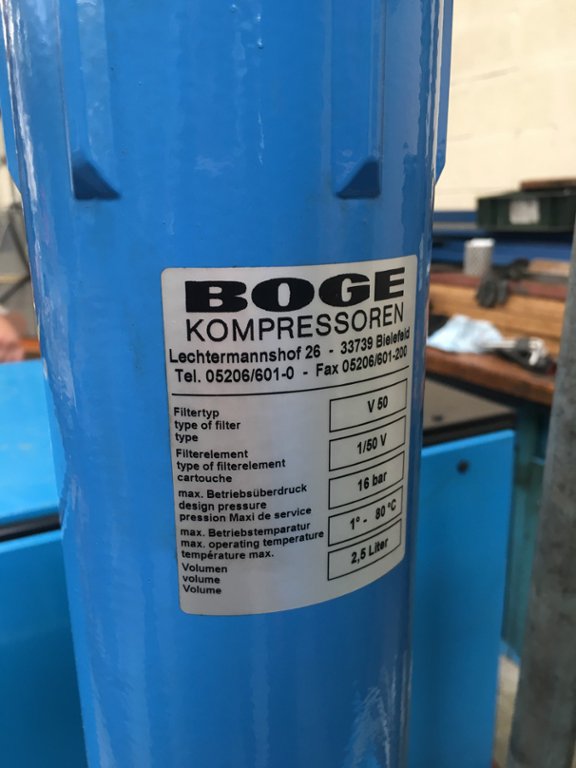 BOGE
KOMPRESSOREN
Lechtermannshof 26 - 33739 Bielefeld
Tel. 05206/601-0 - Fax 05206/601-200
Filtertyp
type of filter
type
V 50
Filterelement
type of filterelement
cartouche
1/50 V
max. Betriebsüberdruck
design pressure
pression Maxi de service
16 bar
max. Betriebstemparatur
max. operating temperature
température max.
1° - 80 °C
Volumen
volume
Volume
2,5 Liter